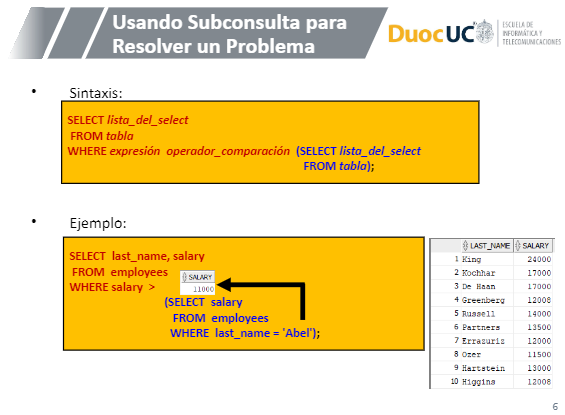 Usando Subconsulta para
Resolver un Problema
Duoc UC
ESCUELA DE
INFORMÁTICA Y
TELECOMUNICACIONES
• Sintaxis:
SELECT lista_del_select
FROM tabla
WHERE expresión operador_comparación (SELECT lista_del_select
FROM tabla);
• Ejemplo:
SELECT last_name, salary
FROM employees
WHERE salary >
SALARY
11000
(SELECT salary
FROM employees
WHERE last_name = 'Abel');
LAST_NAME SALARY
1 King 24000
2 Kochhar 17000
3 De Haan 17000
4 Greenberg 12008
5 Russell 14000
6 Partners 13500
7 Errazuriz 12000
8 Ozer 11500
9 Hartstein 13000
10 Higgins 12008
6